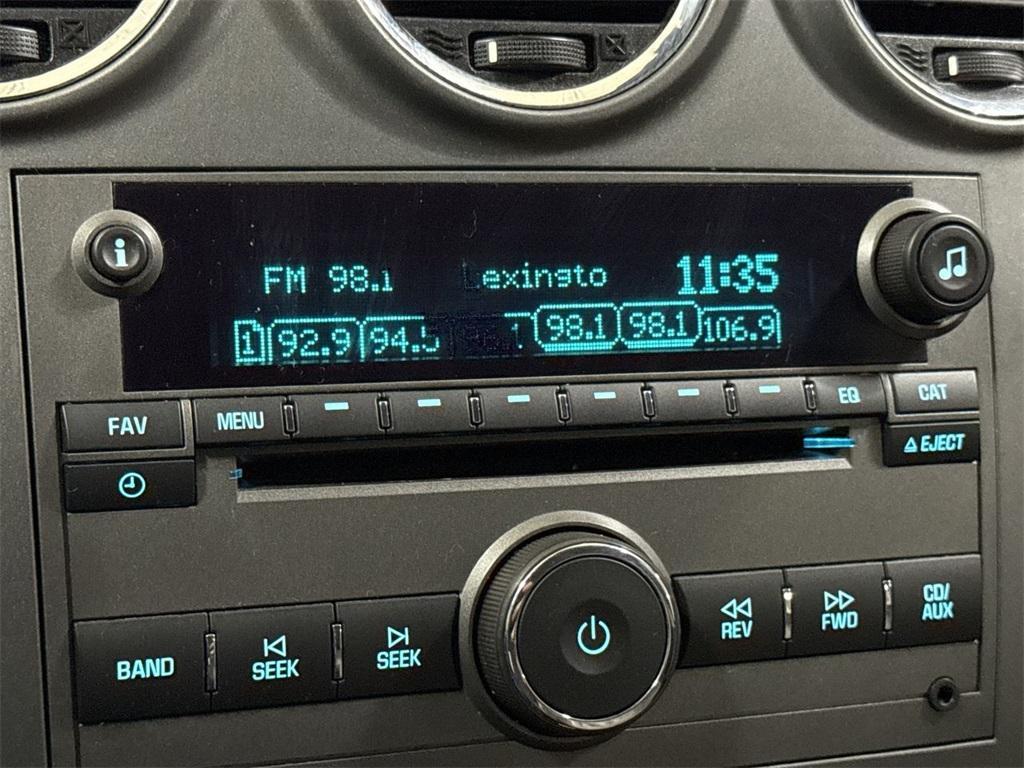 i
FM 98.1 Lexingto 11:35
1 92.9 94.5 98.1 98.1 106.9
FAV MENU EQ CAT
EJECT
BAND SEEK SEEK REV FWD CD/
AUX